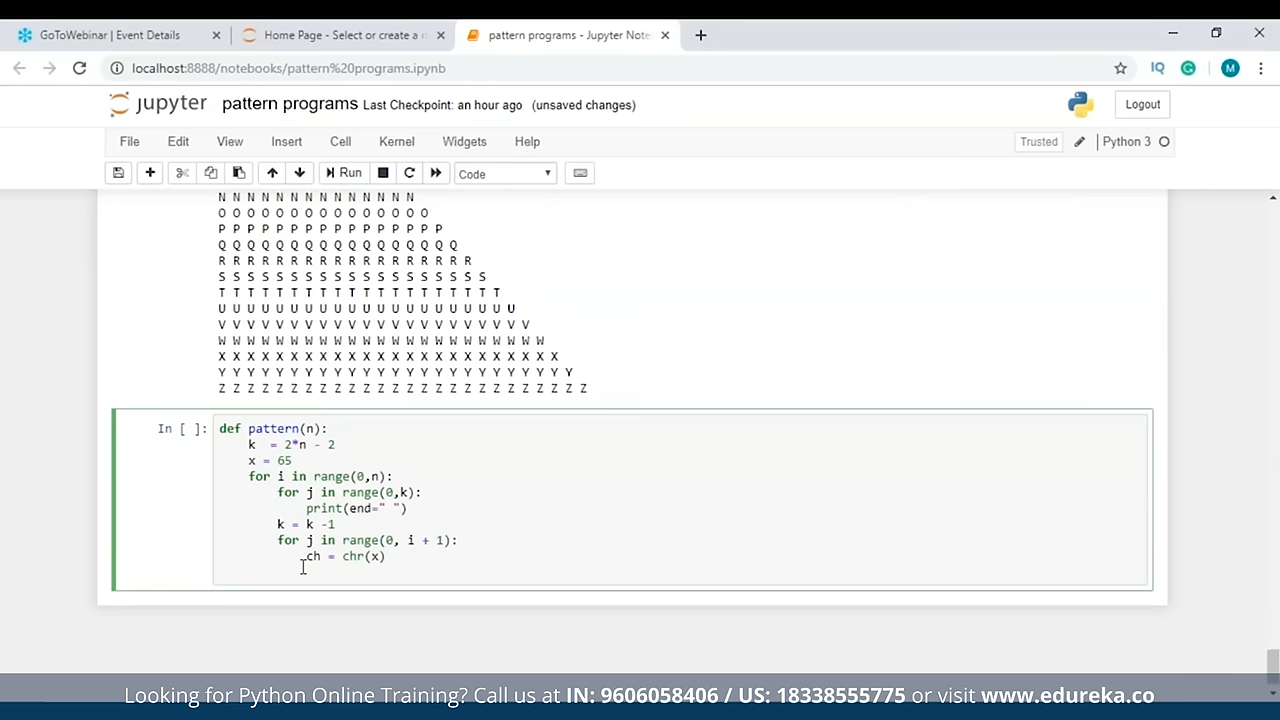 GoToWebinar | Event Details
Home Page - Select or create a n
pattern programs - Jupyter Note
localhost:8888/notebooks/pattern%20programs.ipynb
IQ
M
jupyter pattern programs Last Checkpoint: an hour ago (unsaved changes)
Logout
File Edit View Insert Cell Kernel Widgets Help
Trusted Python 3
Run Code
N N N N N N N N N N N N N N
O O O O O O O O O O O O O O O
P P P P P P P P P P P P P P P P
Q Q Q Q Q Q Q Q Q Q Q Q Q Q Q Q Q
R R R R R R R R R R R R R R R R R R
S S S S S S S S S S S S S S S S S S S
T T T T T T T T T T T T T T T T T T T T
U U U U U U U U U U U U U U U U U U U U U
V V V V V V V V V V V V V V V V V V V V V V
W W W W W W W W W W W W W W W W W W W W W W W
X X X X X X X X X X X X X X X X X X X X X X X X
Y Y Y Y Y Y Y Y Y Y Y Y Y Y Y Y Y Y Y Y Y Y Y Y Y
Z Z Z Z Z Z Z Z Z Z Z Z Z Z Z Z Z Z Z Z Z Z Z Z Z Z
In [ ]: def pattern(n):
    k  = 2*n - 2
    x = 65
    for i in range(0,n):
        for j in range(0,k):
            print(end=" ")
        k = k -1
        for j in range(0, i + 1):
            ch = chr(x)
Looking for Python Online Training? Call us at IN: 9606058406 / US: 18338555775 or visit www.edureka.co